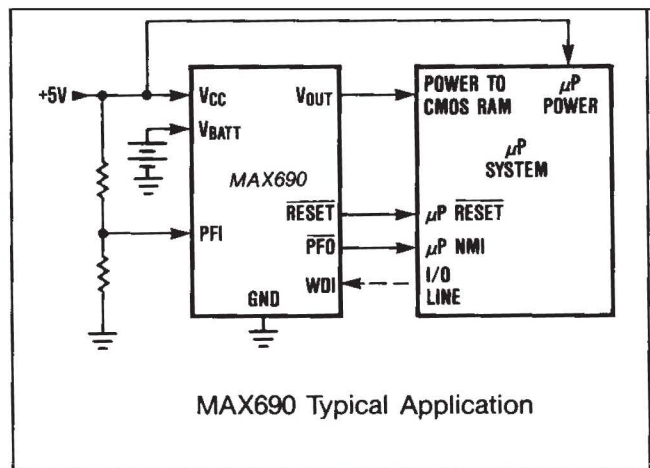 +5V
VCC
VBATT
PFI
MAX690
VOUT
RESET
PFO
WDI
GND
POWER TO
CMOS RAM
μP
POWER
μP
SYSTEM
μP RESET
μP NMI
I/O
LINE
MAX690 Typical Application